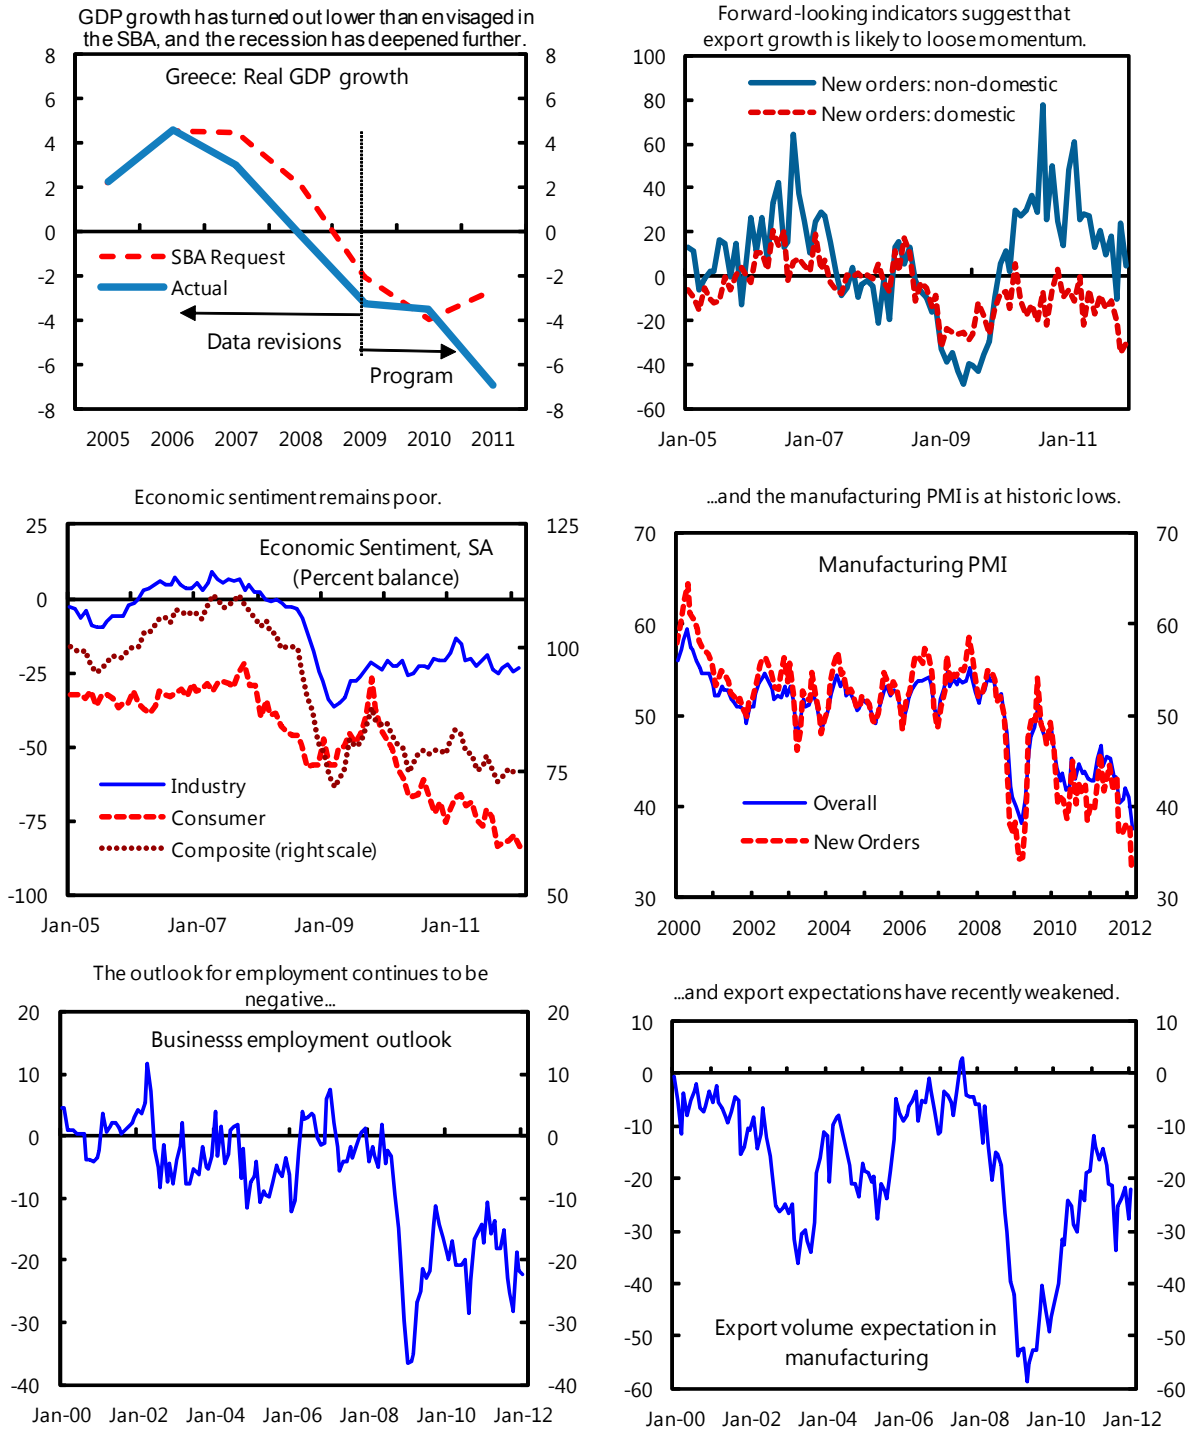 GDP growth has turned out lower than envisaged in
the SBA, and the recession has deepened further.
8
6
4
2
0
-2
-4
-6
-8
Greece: Real GDP growth
SBA Request
Actual
Data revisions
Program
8
6
4
2
0
-2
-4
-6
-8
2005 2006 2007 2008 2009 2010 2011
Forward-looking indicators suggest that
export growth is likely to loose momentum.
100
80
60
40
20
0
-20
-40
-60
New orders: non-domestic
New orders: domestic
Jan-05 Jan-07 Jan-09 Jan-11
Economic sentiment remains poor.
25
0
-25
-50
-75
-100
Economic Sentiment, SA
(Percent balance)
Industry
Consumer
Composite (right scale)
125
100
75
50
Jan-05 Jan-07 Jan-09 Jan-11
...and the manufacturing PMI is at historic lows.
70
60
50
40
30
Manufacturing PMI
Overall
New Orders
70
60
50
40
30
2000 2002 2004 2006 2008 2010 2012
The outlook for employment continues to be
negative...
20
10
0
-10
-20
-30
-40
Businesss employment outlook
20
10
0
-10
-20
-30
-40
Jan-00 Jan-02 Jan-04 Jan-06 Jan-08 Jan-10 Jan-12
...and export expectations have recently weakened.
10
0
-10
-20
-30
-40
-50
-60
Export volume expectation in
manufacturing
10
0
-10
-20
-30
-40
-50
-60
Jan-00 Jan-02 Jan-04 Jan-06 Jan-08 Jan-10 Jan-12